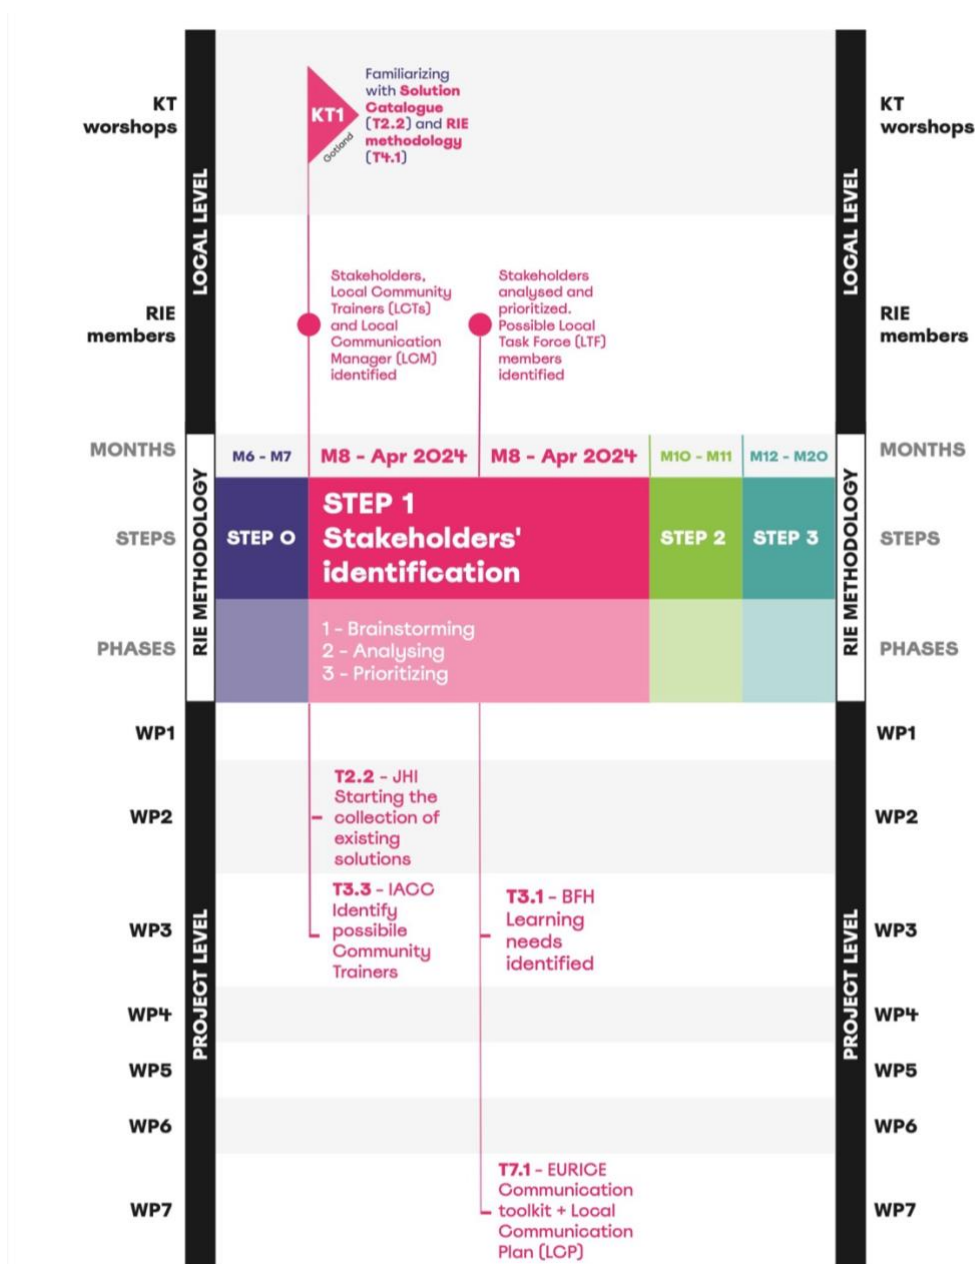 KT
worshops
KT1
Gotland
Familiarizing
with Solution
Catalogue
(T2.2) and RIE
methodology
(T4.1)
KT
worshops
LOCAL LEVEL
LOCAL LEVEL
RIE
members
Stakeholders,
Local Community
Trainers (LCTs)
and Local
Communication
Manager (LCM)
identified
Stakeholders
analysed and
prioritized.
Possible Local
Task Force (LTF)
members
identified
RIE
members
MONTHS
M6 - M7
M8 - Apr 2024
M8 - Apr 2024
M10 - M11
M12 - M20
MONTHS
RIE METHODOLOGY
RIE METHODOLOGY
STEPS
STEP 0
STEP 1
Stakeholders'
identification
STEP 2
STEP 3
STEPS
PHASES
1 - Brainstorming
2 - Analysing
3 - Prioritizing
PHASES
WP1
WP1
WP2
T2.2 - JHI
Starting the
collection of
existing
solutions
WP2
WP3
T3.3 - IACC
Identify
possibile
Community
Trainers
T3.1 - BFH
Learning
needs
identified
WP3
PROJECT LEVEL
PROJECT LEVEL
WP4
WP4
WP5
WP5
WP6
WP6
WP7
T7.1 - EURICE
Communication
toolkit + Local
Communication
Plan (LCP)
WP7